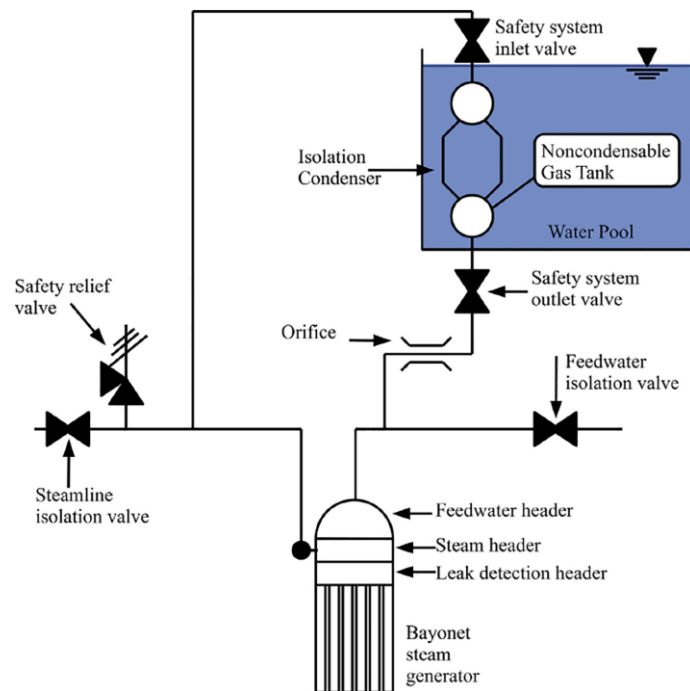 Safety system
inlet valve
Isolation
Condenser
Noncondensable
Gas Tank
Water Pool
Safety relief
valve
Safety system
outlet valve
Orifice
Feedwater
isolation valve
Steamline
isolation valve
Feedwater header
Steam header
Leak detection header
Bayonet
steam
generator